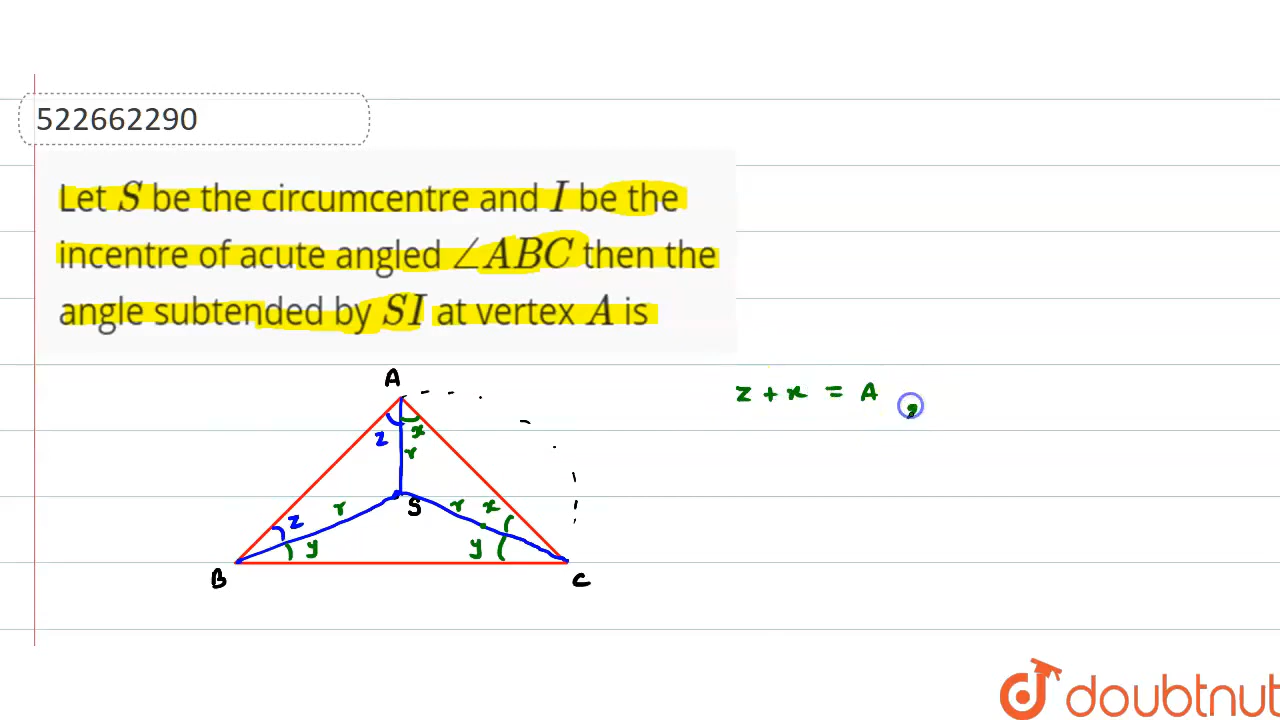 522662290
Let S be the circumcentre and I be the
incentre of acute angled ∠ABC then the
angle subtended by SI at vertex A is
A
z + x = A ,
z x
r
S
r r x
z
y y
B C
doubtnut